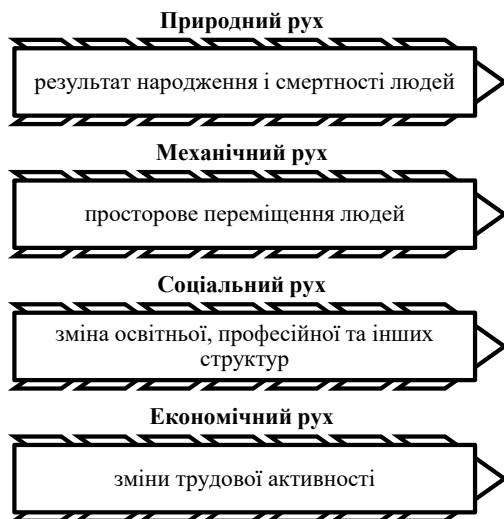 Природний рух
результат народження і смертності людей
Механічний рух
просторове переміщення людей
Соціальний рух
зміна освітньої, професійної та інших
структур
Економічний рух
зміни трудової активності